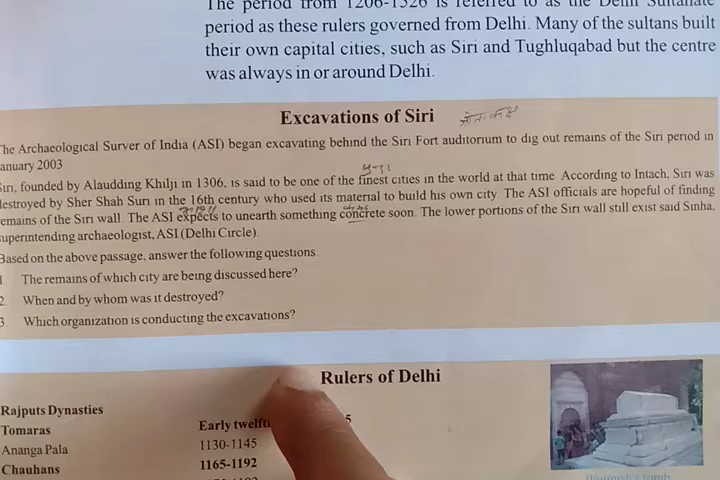 The period from 1206-1526 is referred to as the Delhi Sultanate
period as these rulers governed from Delhi. Many of the sultans built
their own capital cities, such as Siri and Tughluqabad but the centre
was always in or around Delhi.
Excavations of Siri
The Archaeological Surver of India (ASI) began excavating behind the Siri Fort auditorium to dig out remains of the Siri period in
anuary 2003
Siri, founded by Alaudding Khilji in 1306, is said to be one of the finest cities in the world at that time. According to Intach, Siri was
destroyed by Sher Shah Suri in the 16th century who used its material to build his own city. The ASI officials are hopeful of finding
emains of the Siri wall. The ASI expects to unearth something concrete soon. The lower portions of the Siri wall still exist said Sinha,
superintending archaeologist, ASI (Delhi Circle).
Based on the above passage, answer the following questions.
1 The remains of which city are being discussed here?
2 When and by whom was it destroyed?
3 Which organization is conducting the excavations?
Rulers of Delhi
Rajputs Dynasties
Tomaras Early twelft 5
Ananga Pala 1130-1145
Chauhans 1165-1192